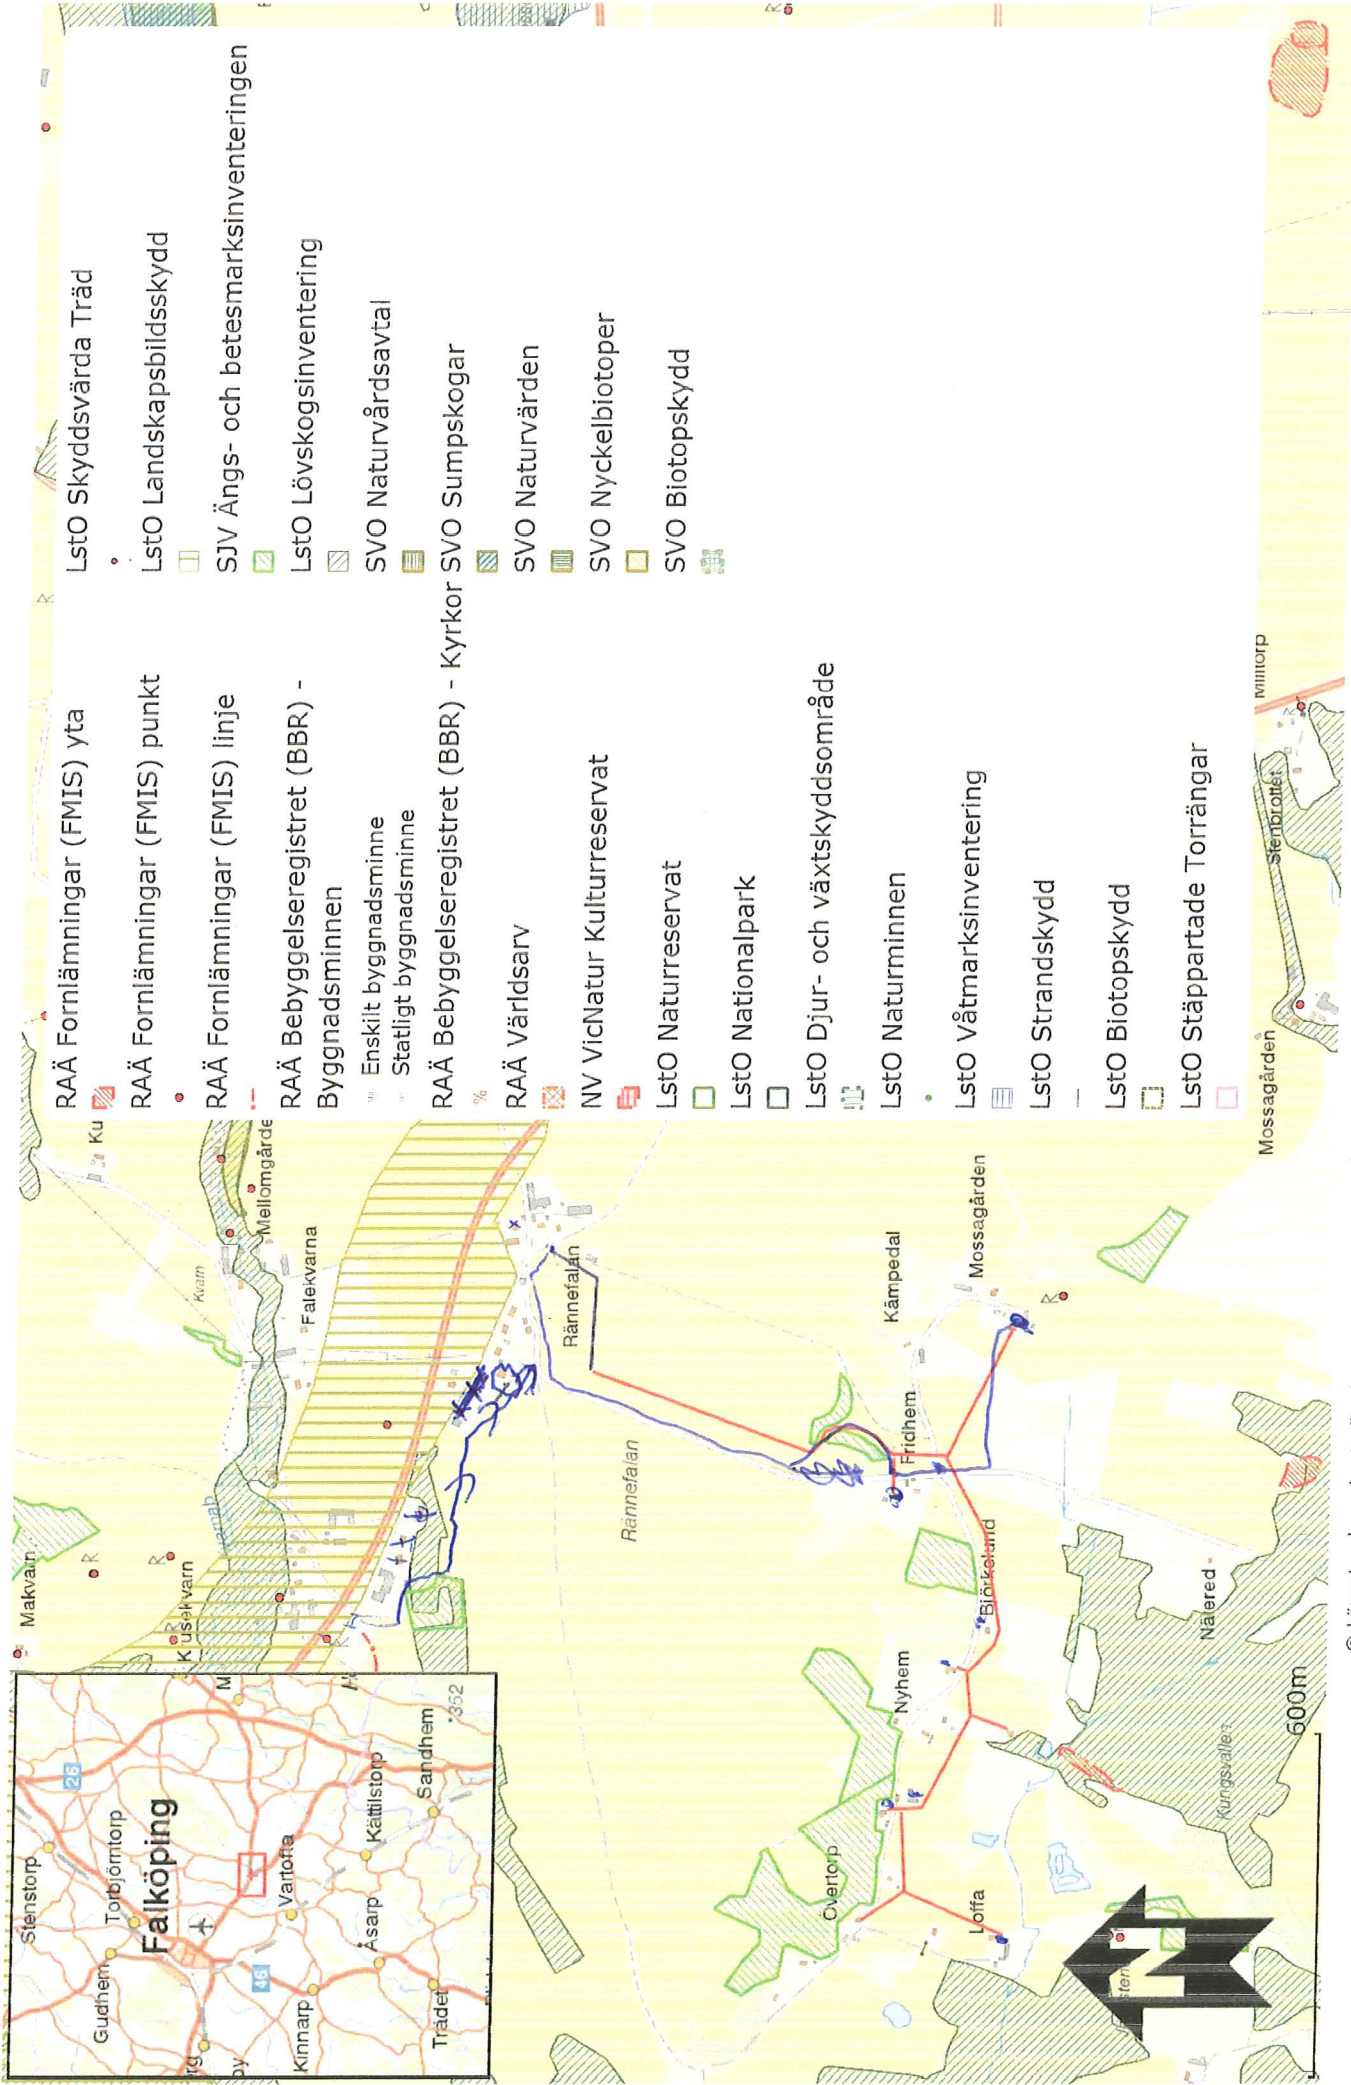 RAÄ Fornlämningar (FMIS) yta
RAÄ Fornlämningar (FMIS) punkt
RAÄ Fornlämningar (FMIS) linje
RAÄ Bebyggelseregistret (BBR) -
Byggnadsminnen
Enskilt byggnadsminne
Statligt byggnadsminne
RAÄ Bebyggelseregistret (BBR) - Kyrkor
RAÄ Världsarv
NV VicNatur Kulturreservat
LstO Naturreservat
LstO Nationalpark
LstO Djur- och växtskyddsområde
LstO Naturminnen
LstO Våtmarksinventering
LstO Strandskydd
LstO Biotopskydd
LstO Stäppartade Torrängar
LstO Skyddsvärda Träd
LstO Landskapsbildsskydd
SJV Ängs- och betesmarksinventeringen
LstO Lövskogsinventering
SVO Naturvårdsavtal
SVO Sumpskogar
SVO Naturvärden
SVO Nyckelbiotoper
SVO Biotopskydd
Stenstorp
26
Gudhem
Torbjörntorp
Falköping
M
Vartofta
46
Kinnarp
Åsarp
Kättilstorp
Sandhem
Trädet
352
Makvarn
R
R
R
Ku
Kvarn
Mellomgårde
Falekvarna
R
Rännefalan
Rännefalan
Kämpedal
Mossagården
R
Fridhem
Björkelund
Nyhem
Övertorp
Loffa
Nålered
Kungsvallen
Mossagården
Stenbrottet
R
R
R
N
600m